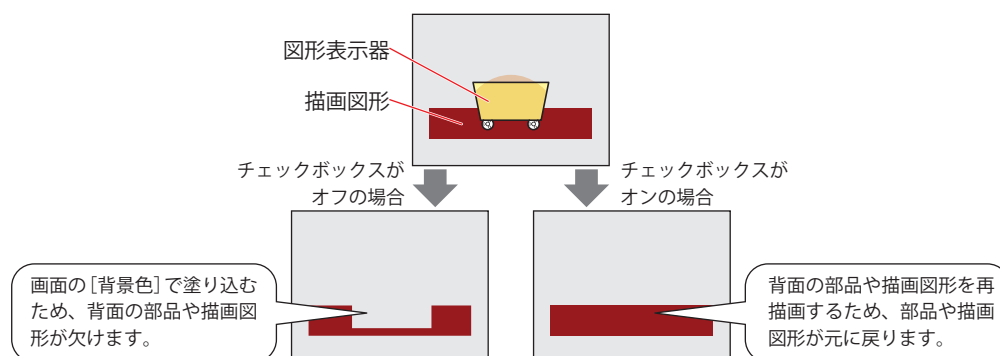 図形表示器
描画図形
チェックボックスが
オフの場合
チェックボックスが
オンの場合
画面の[背景色]で塗り込む
ため、背面の部品や描画図
形が欠けます。
背面の部品や描画図形を再
描画するため、部品や描画
図形が元に戻ります。